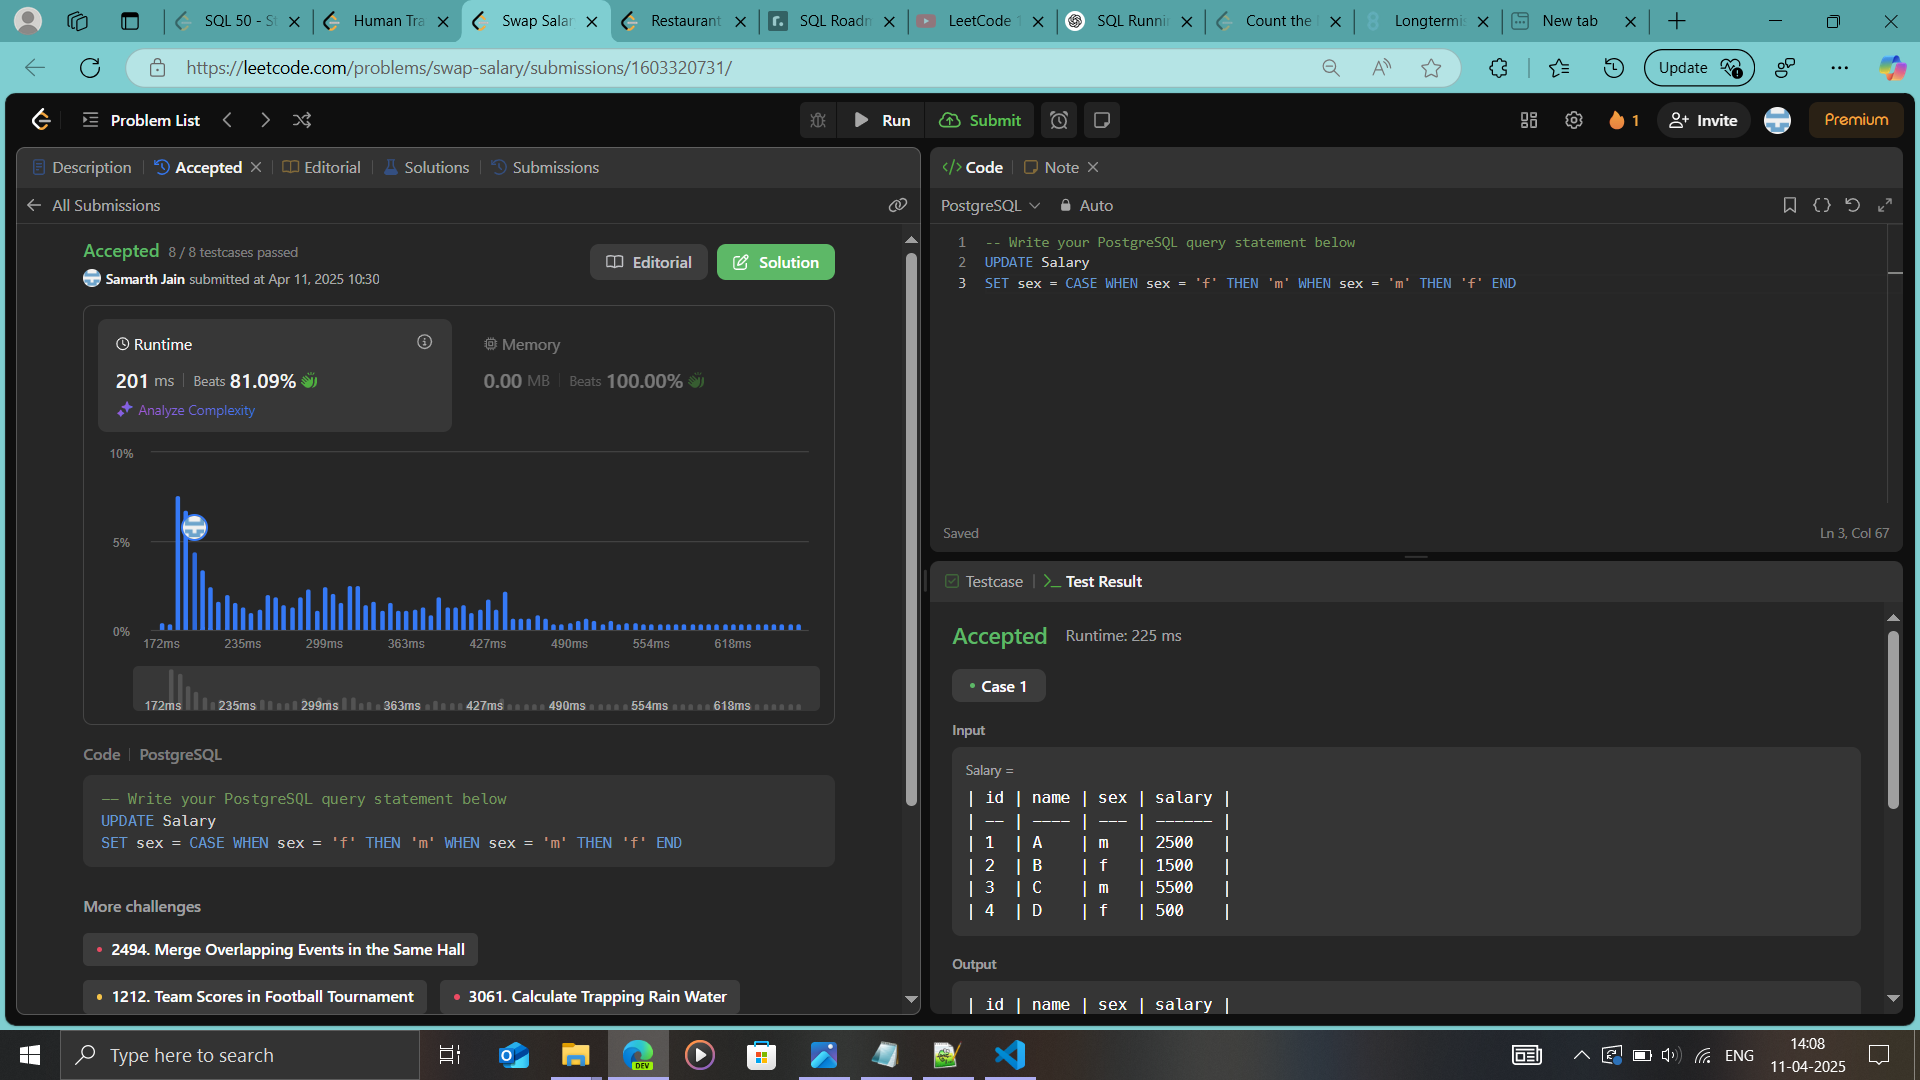 SQL 50 - St
Human Tra
Swap Salar
Restaurant
SQL Roadm
LeetCode 1
SQL Runnin
Count the
Longtermis
New tab
https://leetcode.com/problems/swap-salary/submissions/1603320731/
Update
Problem List
Run
Submit
1
Invite
Premium
Description
Accepted
Editorial
Solutions
Submissions
All Submissions
Accepted 8 / 8 testcases passed
Samarth Jain submitted at Apr 11, 2025 10:30
Editorial
Solution
Runtime
201 ms Beats 81.09%
Analyze Complexity
Memory
0.00 MB Beats 100.00%
10%
5%
0%
172ms 235ms 299ms 363ms 427ms 490ms 554ms 618ms
172ms 235ms 299ms 363ms 427ms 490ms 554ms 618ms
Code PostgreSQL
-- Write your PostgreSQL query statement below
UPDATE Salary
SET sex = CASE WHEN sex = 'f' THEN 'm' WHEN sex = 'm' THEN 'f' END
More challenges
2494. Merge Overlapping Events in the Same Hall
1212. Team Scores in Football Tournament
3061. Calculate Trapping Rain Water
</> Code
Note
PostgreSQL
Auto
1 -- Write your PostgreSQL query statement below
2 UPDATE Salary
3 SET sex = CASE WHEN sex = 'f' THEN 'm' WHEN sex = 'm' THEN 'f' END
Saved
Ln 3, Col 67
Testcase
>_ Test Result
Accepted Runtime: 225 ms
Case 1
Input
Salary =
| id | name | sex | salary |
| -- | ---- | --- | ------ |
| 1 | A | m | 2500 |
| 2 | B | f | 1500 |
| 3 | C | m | 5500 |
| 4 | D | f | 500 |
Output
| id | name | sex | salary |
Type here to search
DEV
ENG
14:08
11-04-2025